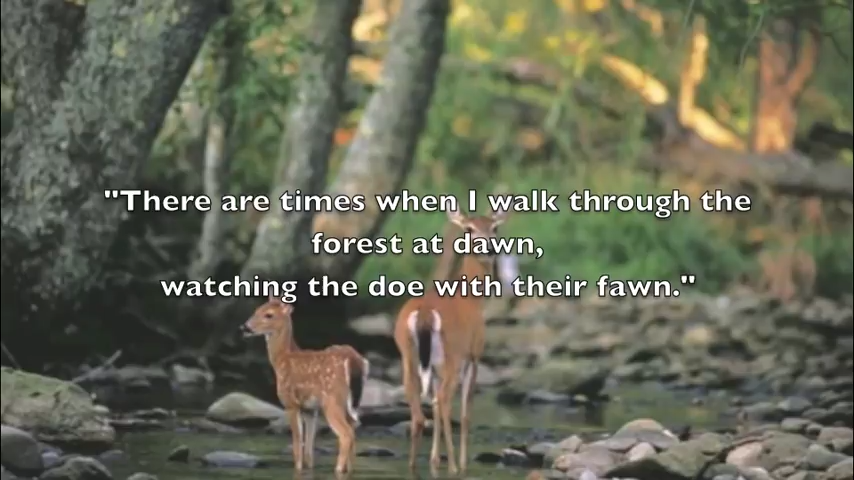 "There are times when I walk through the
forest at dawn,
watching the doe with their fawn."